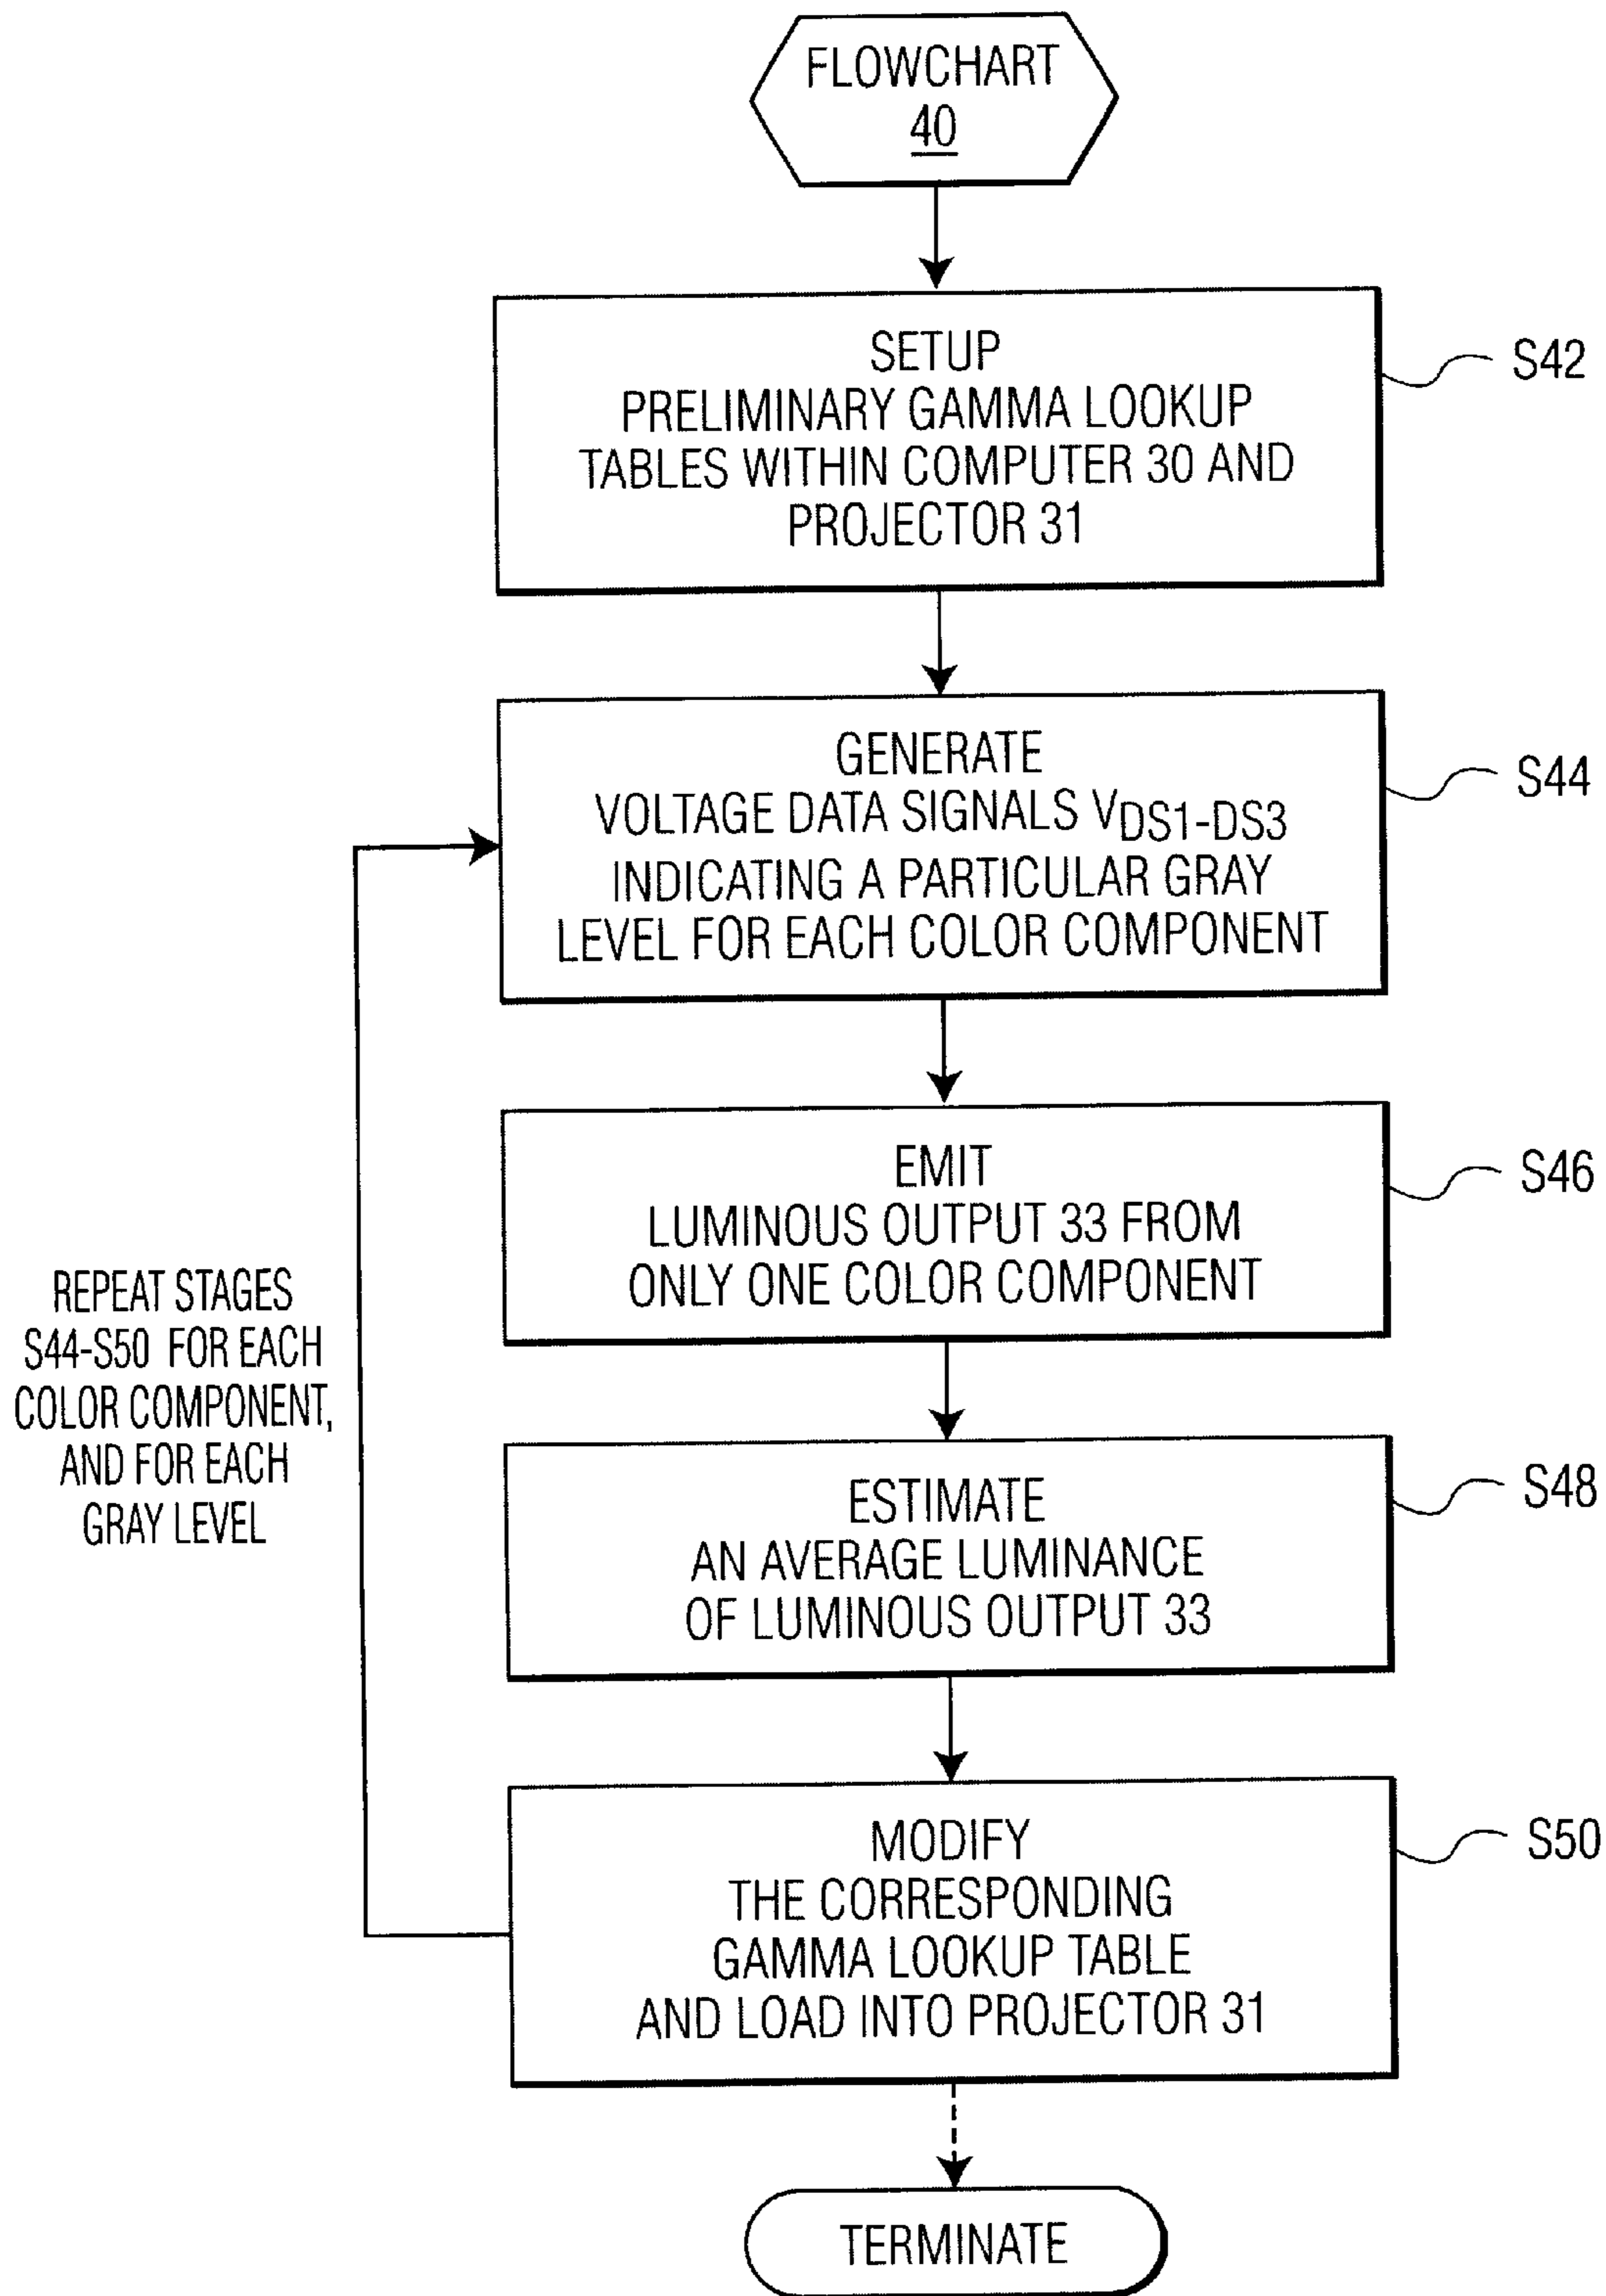 FLOWCHART
40
SETUP
PRELIMINARY GAMMA LOOKUP
TABLES WITHIN COMPUTER 30 AND
PROJECTOR 31
S42
GENERATE
VOLTAGE DATA SIGNALS VDS1-DS3
INDICATING A PARTICULAR GRAY
LEVEL FOR EACH COLOR COMPONENT
S44
EMIT
LUMINOUS OUTPUT 33 FROM
ONLY ONE COLOR COMPONENT
S46
REPEAT STAGES
S44-S50 FOR EACH
COLOR COMPONENT,
AND FOR EACH
GRAY LEVEL
ESTIMATE
AN AVERAGE LUMINANCE
OF LUMINOUS OUTPUT 33
S48
MODIFY
THE CORRESPONDING
GAMMA LOOKUP TABLE
AND LOAD INTO PROJECTOR 31
S50
TERMINATE